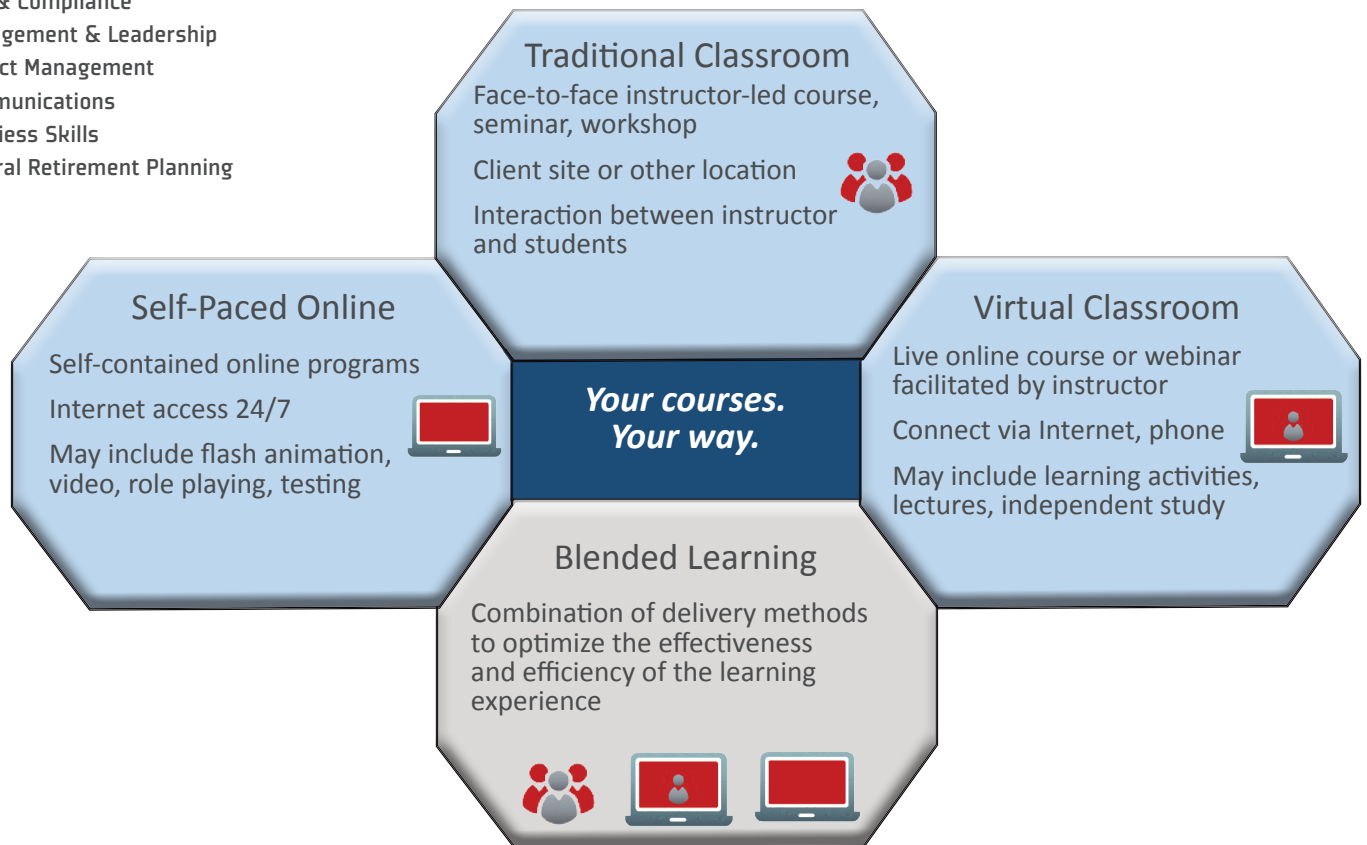 & Compliance
gement & Leadership
ct Management
munications
iess Skills
ral Retirement Planning
Traditional Classroom
Face-to-face instructor-led course,
seminar, workshop
Client site or other location
Interaction between instructor
and students
Self-Paced Online
Self-contained online programs
Internet access 24/7
May include flash animation,
video, role playing, testing
Your courses.
Your way.
Virtual Classroom
Live online course or webinar
facilitated by instructor
Connect via Internet, phone
May include learning activities,
lectures, independent study
Blended Learning
Combination of delivery methods
to optimize the effectiveness
and efficiency of the learning
experience